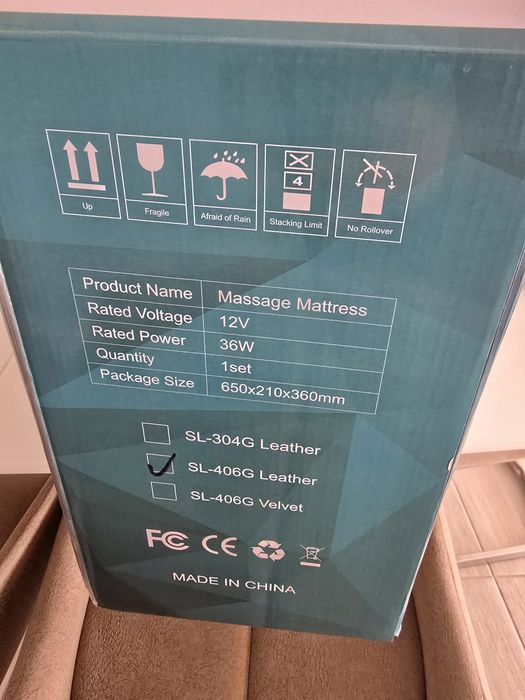 4
Up
Fragile
Afraid of Rain
Stacking Limit
No Rollover
Product Name Massage Mattress
Rated Voltage 12V
Rated Power 36W
Quantity 1set
Package Size 650x210x360mm
SL-304G Leather
SL-406G Leather
SL-406G Velvet
FC CE
MADE IN CHINA